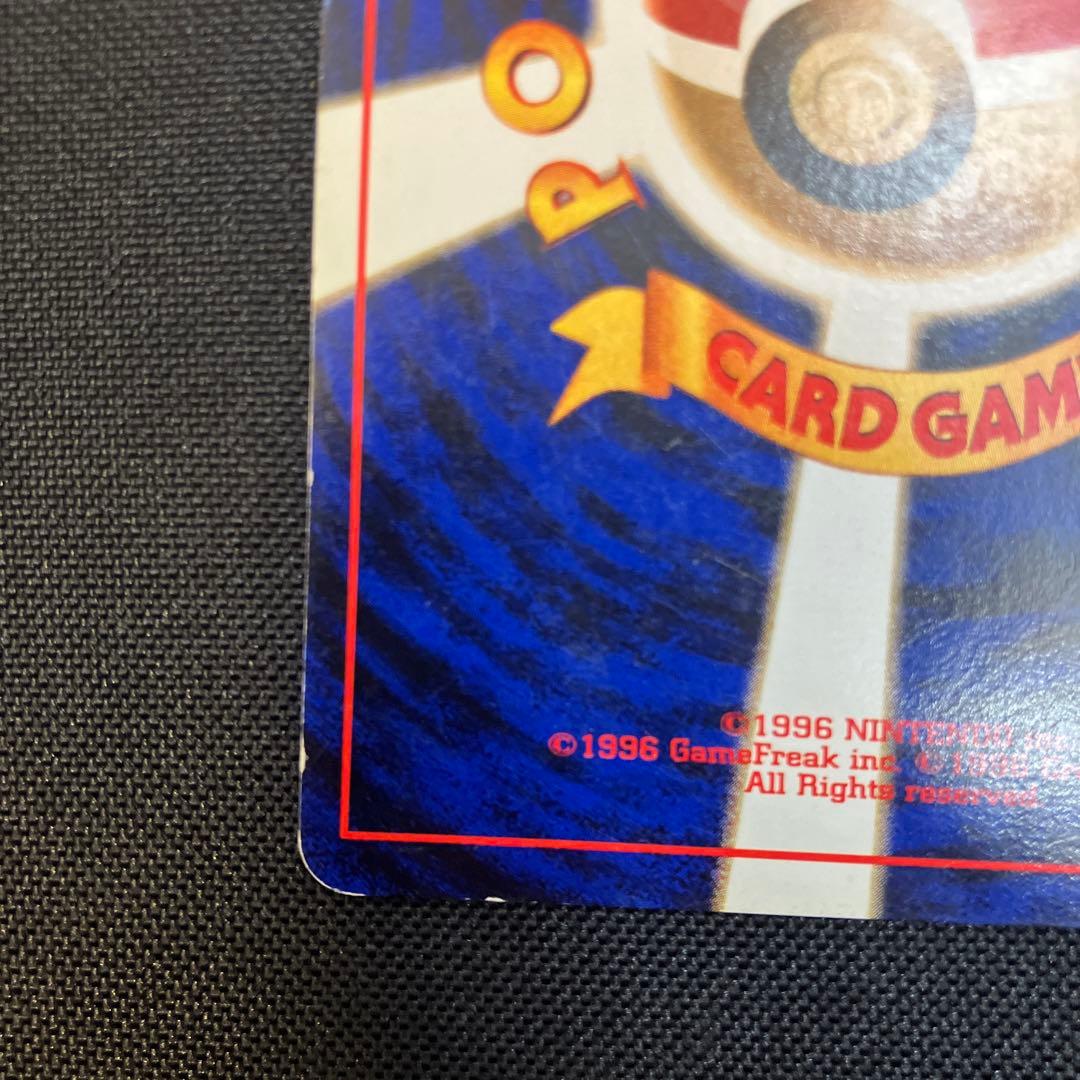 PO
CARD GAM
©1996 NINTENDO
©1996 GameFreak inc. ©
All Rights reserved.